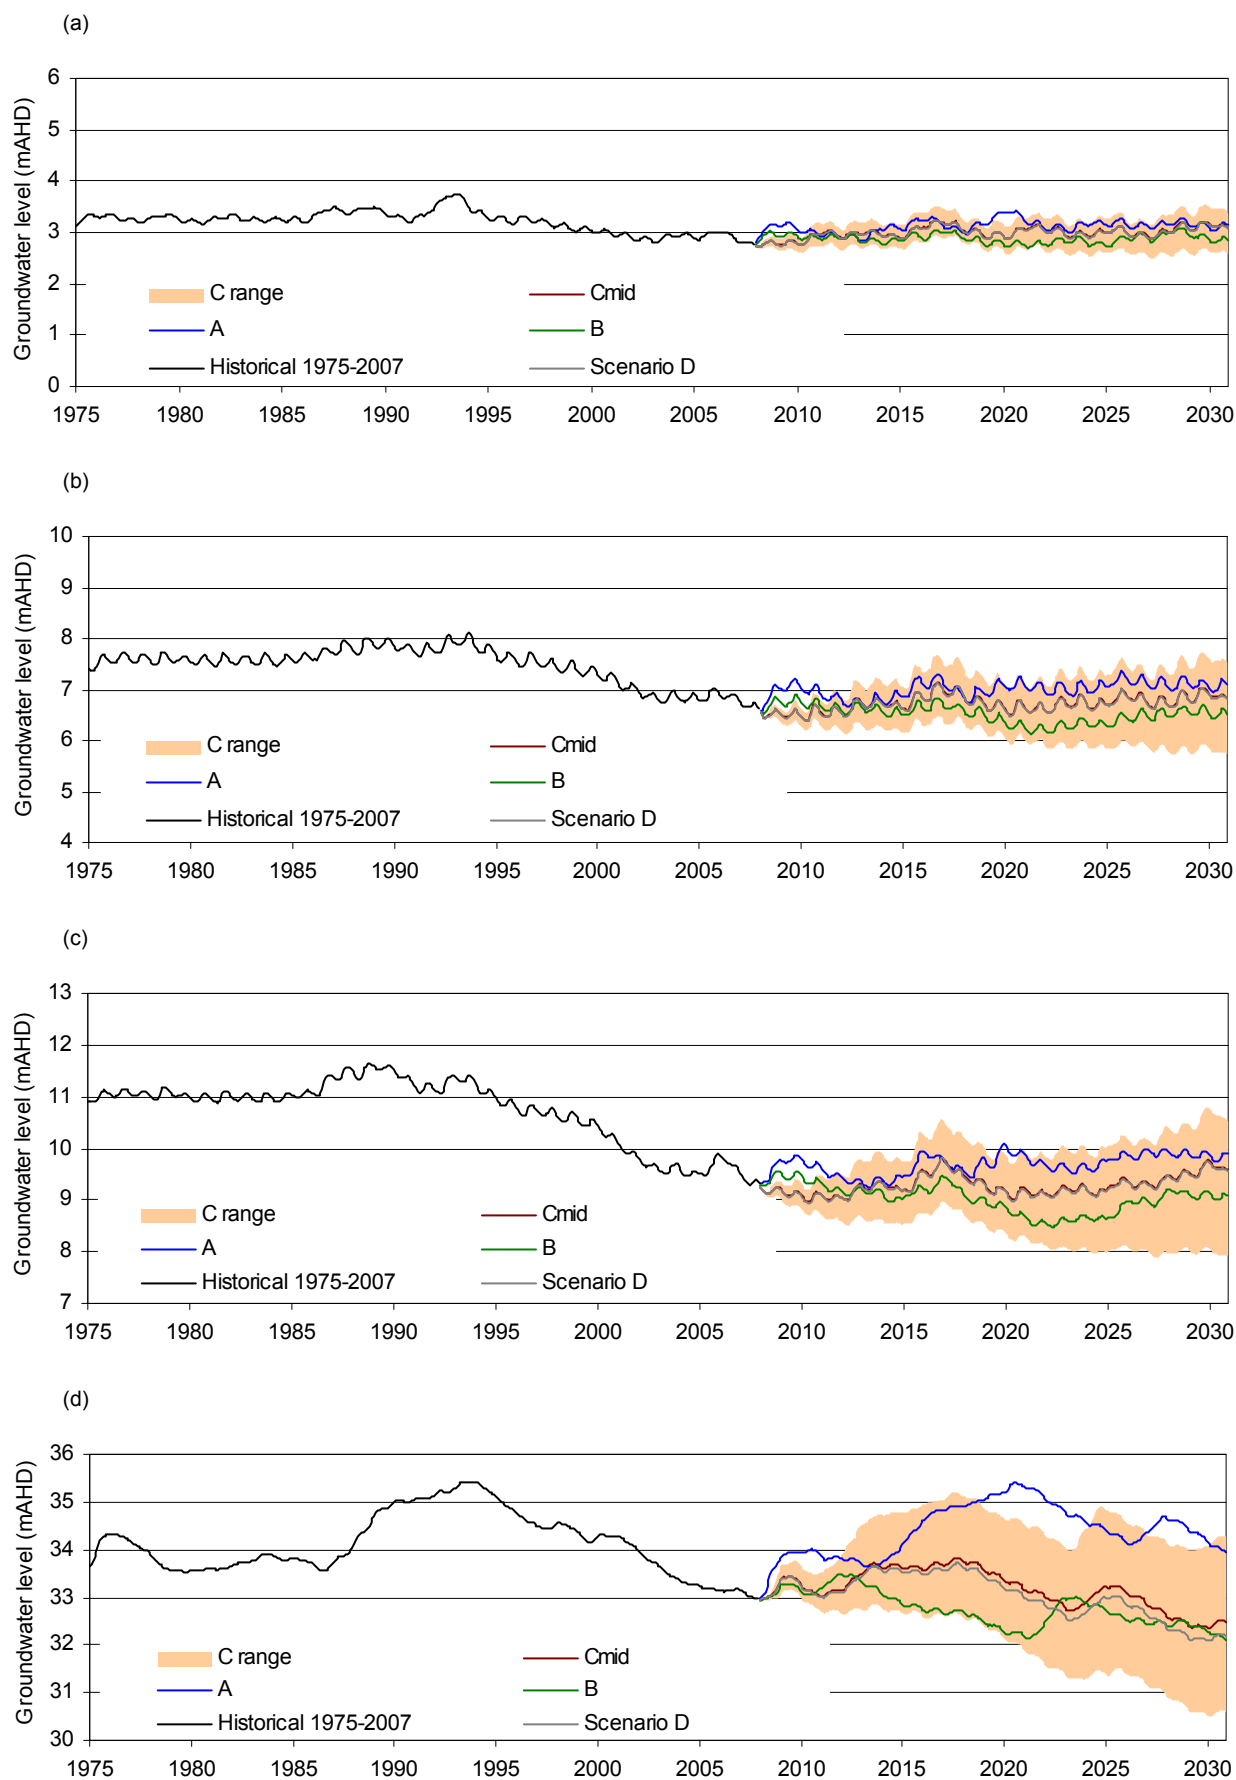 (a)
Groundwater level (mAHD)
6
5
4
3
2
1
0
C range
Cmid
A
B
Historical 1975-2007
Scenario D
1975 1980 1985 1990 1995 2000 2005 2010 2015 2020 2025 2030
(b)
Groundwater level (mAHD)
10
9
8
7
6
5
4
C range
Cmid
A
B
Historical 1975-2007
Scenario D
1975 1980 1985 1990 1995 2000 2005 2010 2015 2020 2025 2030
(c)
Groundwater level (mAHD)
13
12
11
10
9
8
7
C range
Cmid
A
B
Historical 1975-2007
Scenario D
1975 1980 1985 1990 1995 2000 2005 2010 2015 2020 2025 2030
(d)
Groundwater level (mAHD)
36
35
34
33
32
31
30
C range
Cmid
A
B
Historical 1975-2007
Scenario D
1975 1980 1985 1990 1995 2000 2005 2010 2015 2020 2025 2030